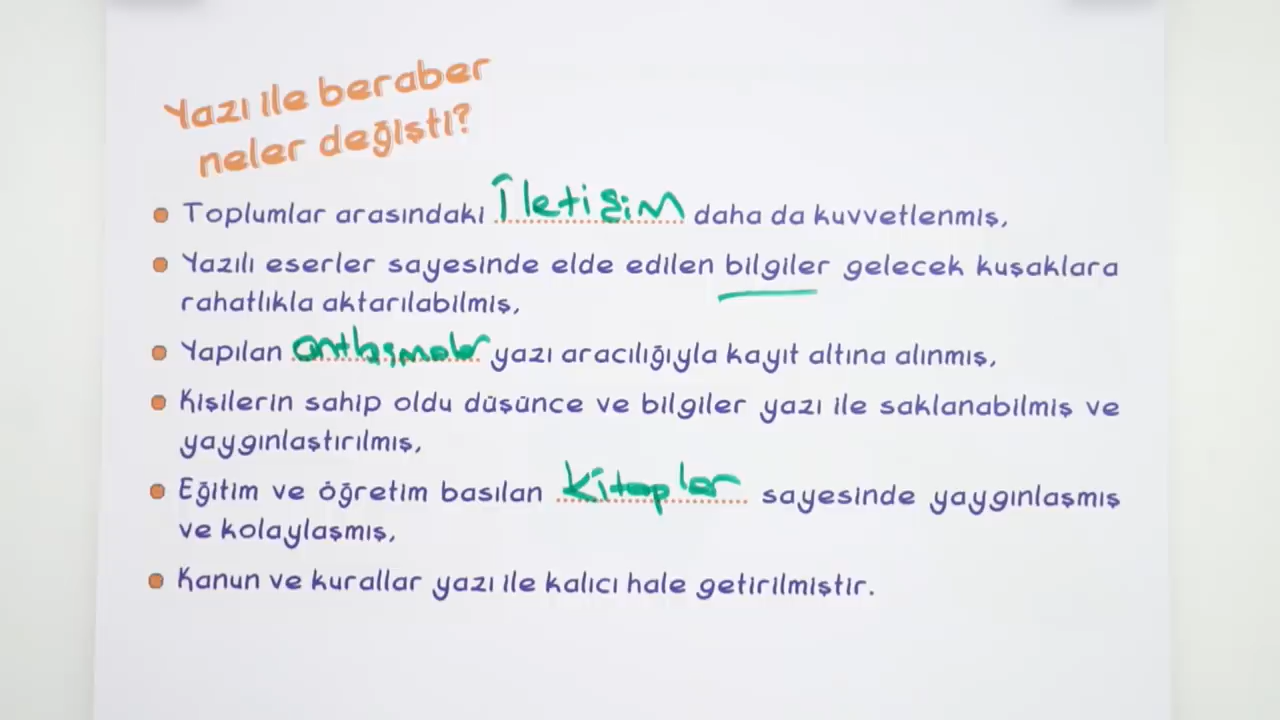 Yazı ile beraber
neler değişti?
Toplumlar arasındaki İletişim daha da kuvvetlenmiş,
Yazılı eserler sayesinde elde edilen bilgiler gelecek kuşaklara
rahatlıkla aktarılabilmiş,
Yapılan antlaşmalar yazı aracılığıyla kayıt altına alınmış,
Kişilerin sahip oldu düşünce ve bilgiler yazı ile saklanabilmiş ve
yaygınlaştırılmış,
Eğitim ve öğretim basılan kitaplar sayesinde yaygınlaşmış
ve kolaylaşmış,
Kanun ve kurallar yazı ile kalıcı hale getirilmiştir.